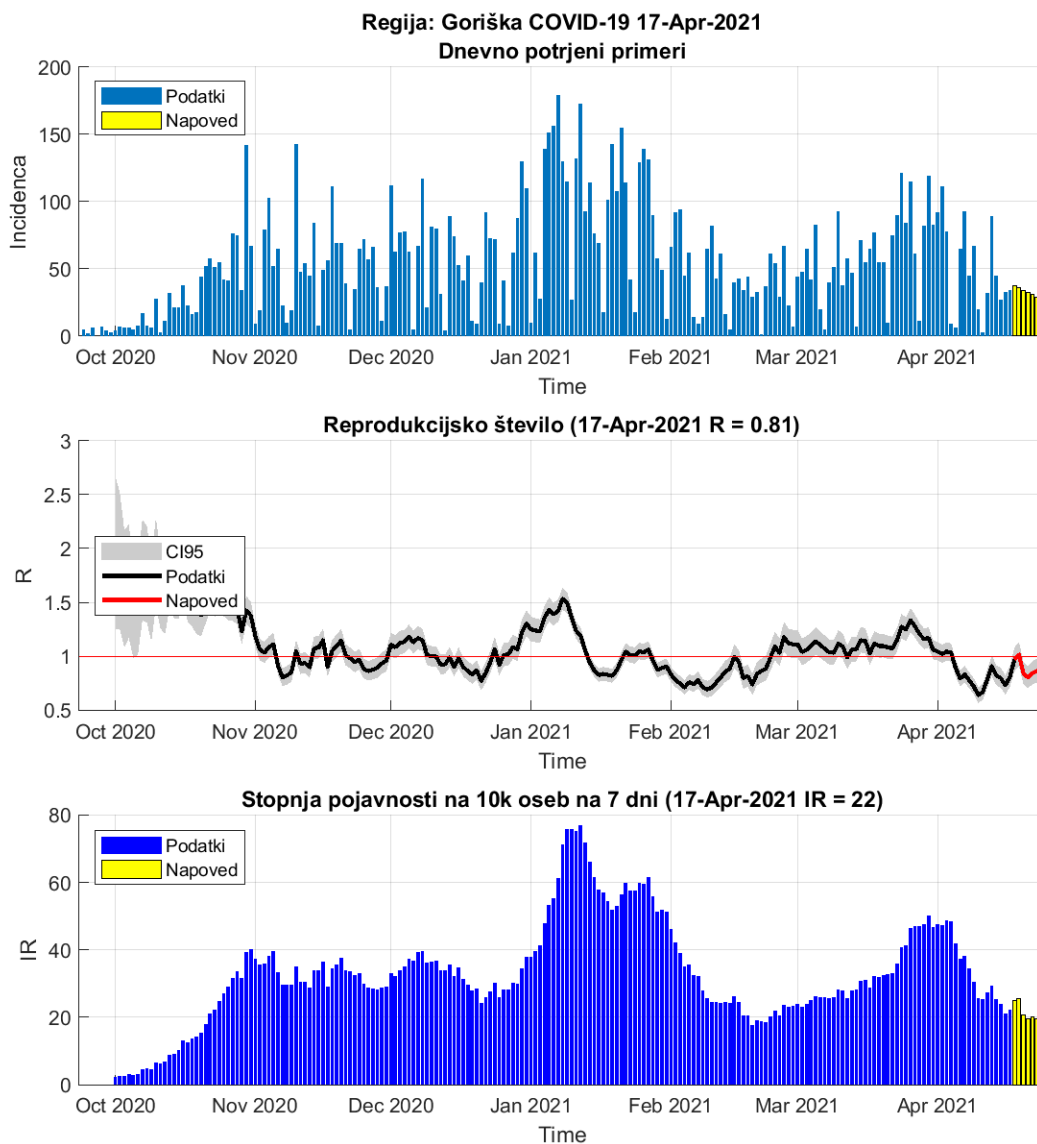 Regija: Goriška COVID-19 17-Apr-2021
Dnevno potrjeni primeri
200
150
100
50
0
Incidenca
Podatki
Napoved
Oct 2020 Nov 2020 Dec 2020 Jan 2021 Feb 2021 Mar 2021 Apr 2021
Time
Reprodukcijsko število (17-Apr-2021 R = 0.81)
3
2.5
2
1.5
1
0.5
R
CI95
Podatki
Napoved
Oct 2020 Nov 2020 Dec 2020 Jan 2021 Feb 2021 Mar 2021 Apr 2021
Time
Stopnja pojavnosti na 10k oseb na 7 dni (17-Apr-2021 IR = 22)
80
60
40
20
0
IR
Podatki
Napoved
Oct 2020 Nov 2020 Dec 2020 Jan 2021 Feb 2021 Mar 2021 Apr 2021
Time